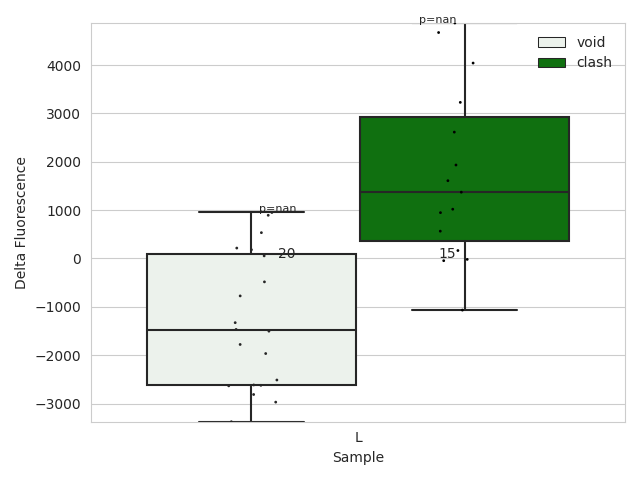 p=nan
void
clash
4000
3000
2000
1000
0
−1000
−2000
−3000
p=nan
20
15
Delta Fluorescence
L
Sample